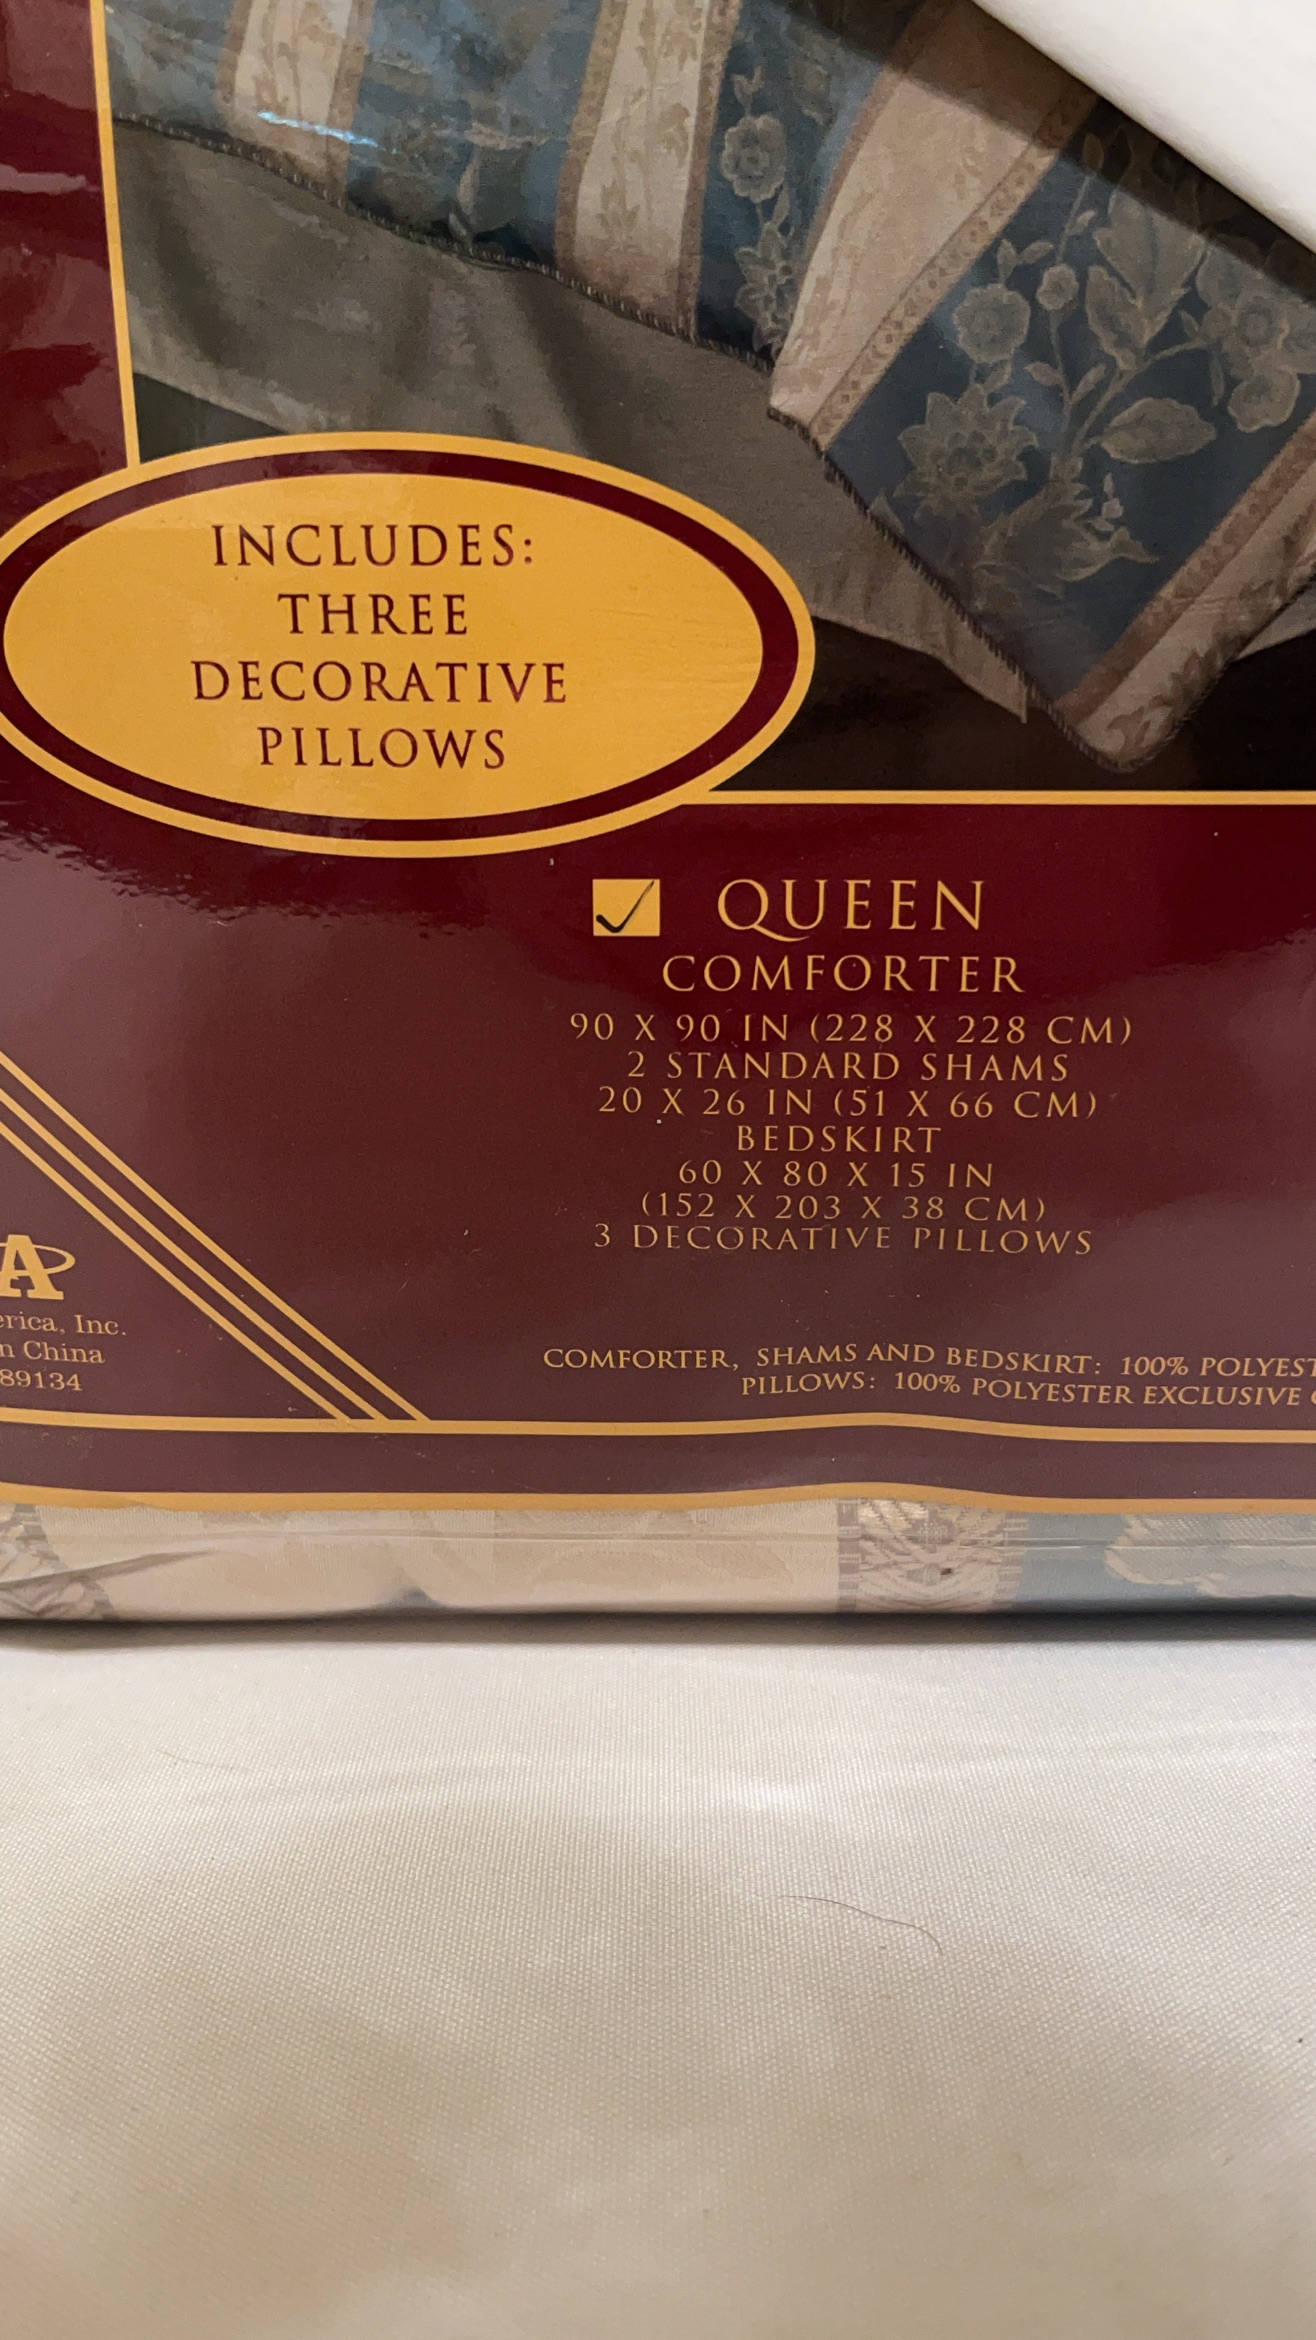 INCLUDES:
THREE
DECORATIVE
PILLOWS
QUEEN
COMFORTER
90 X 90 IN (228 X 228 CM)
2 STANDARD SHAMS
20 X 26 IN (51 X 66 CM)
BEDSKIRT
60 X 80 X 15 IN
(152 X 203 X 38 CM)
3 DECORATIVE PILLOWS
A
erica, Inc.
n China
89134
COMFORTER, SHAMS AND BEDSKIRT: 100% POLYEST
PILLOWS: 100% POLYESTER EXCLUSIVE